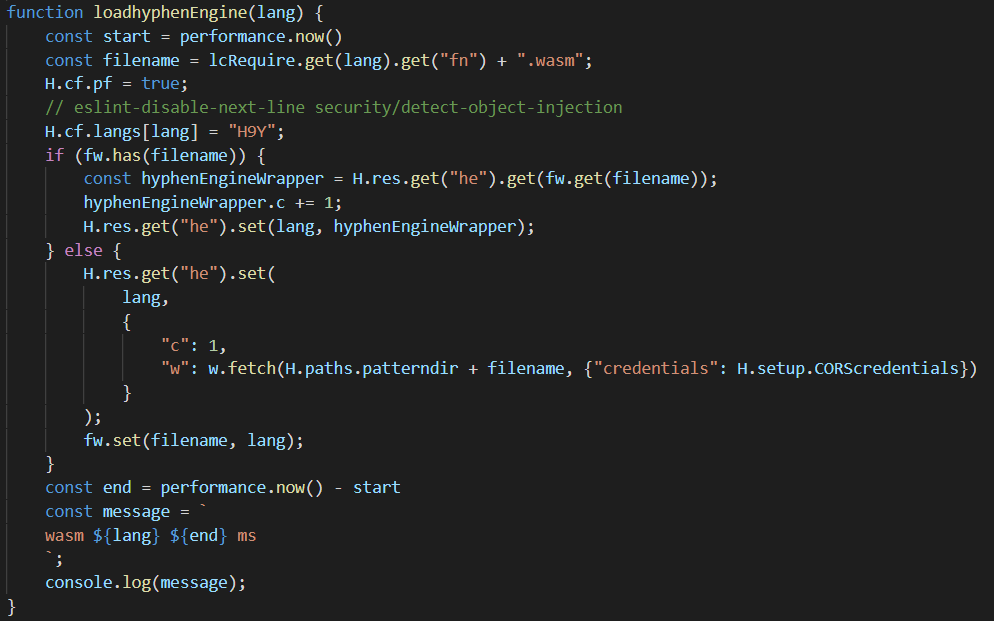 function loadhyphenEngine(lang) {
    const start = performance.now()
    const filename = lcRequire.get(lang).get("fn") + ".wasm";
    H.cf.pf = true;
    // eslint-disable-next-line security/detect-object-injection
    H.cf.langs[lang] = "H9Y";
    if (fw.has(filename)) {
        const hyphenEngineWrapper = H.res.get("he").get(fw.get(filename));
        hyphenEngineWrapper.c += 1;
        H.res.get("he").set(lang, hyphenEngineWrapper);
    } else {
        H.res.get("he").set(
            lang,
            {
                "c": 1,
                "w": w.fetch(H.paths.patterndir + filename, {"credentials": H.setup.CORScredentials})
            }
        );
        fw.set(filename, lang);
    }
    const end = performance.now() - start
    const message = `
    wasm ${lang} ${end} ms
    `;
    console.log(message);
}